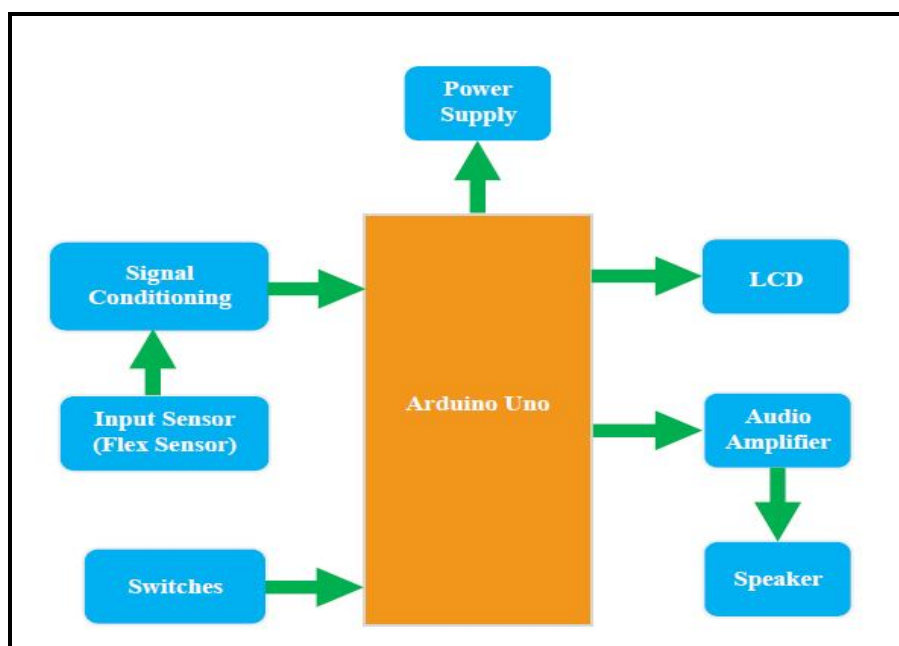 Power
Supply
Signal
Conditioning
LCD
Arduino Uno
Input Sensor
(Flex Sensor)
Audio
Amplifier
Switches
Speaker